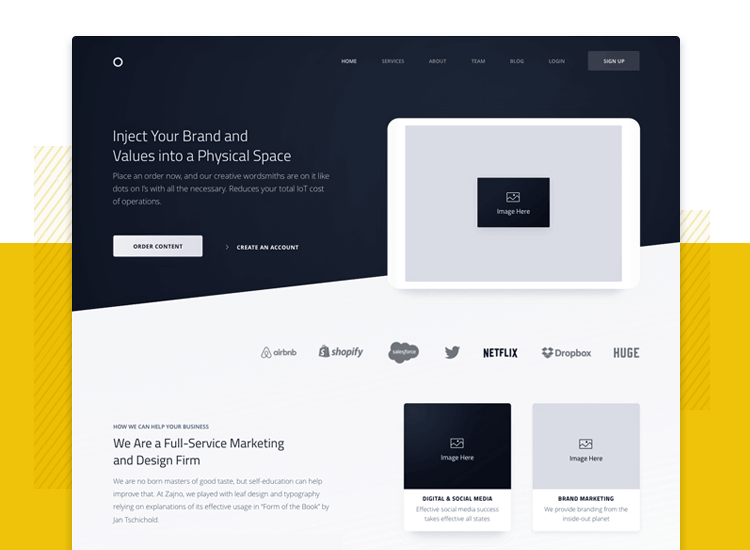 HOME SERVICES ABOUT TEAM BLOG LOGIN SIGN UP
Inject Your Brand and
Values into a Physical Space
Place an order now, and our creative wordsmiths are on it like
dots on I's with all the necessary. Reduces your total IoT cost
of operations.
Image Here
ORDER CONTENT
CREATE AN ACCOUNT
airbnb shopify salesforce NETFLIX Dropbox HUGE
HOW WE CAN HELP YOUR BUSINESS
We Are a Full-Service Marketing
and Design Firm
We are no born masters of good taste, but self-education can help
improve that. At Zajno, we played with leaf design and typography
relying on explanations of its effective usage in "Form of the Book" by
Jan Tschichold.
Image Here
DIGITAL & SOCIAL MEDIA
Effective social media success
takes effective all states
Image Here
BRAND MARKETING
We provide branding from the
inside-out planet